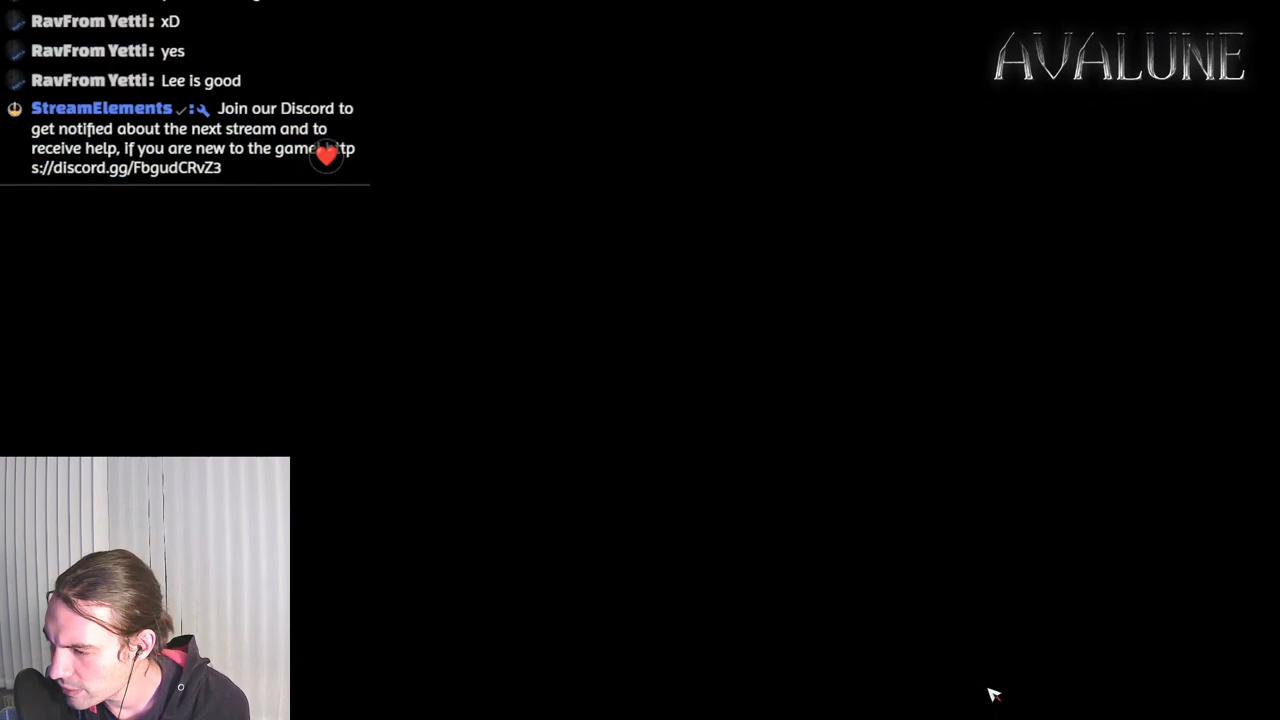 RavFrom Yetti: xD
AVALUNE
RavFrom Yetti: yes
RavFrom Yetti: Lee is good
StreamElements: Join our Discord to
get notified about the next stream and to
receive help, if you are new to the game! http
s://discord.gg/FbgudCRvZ3